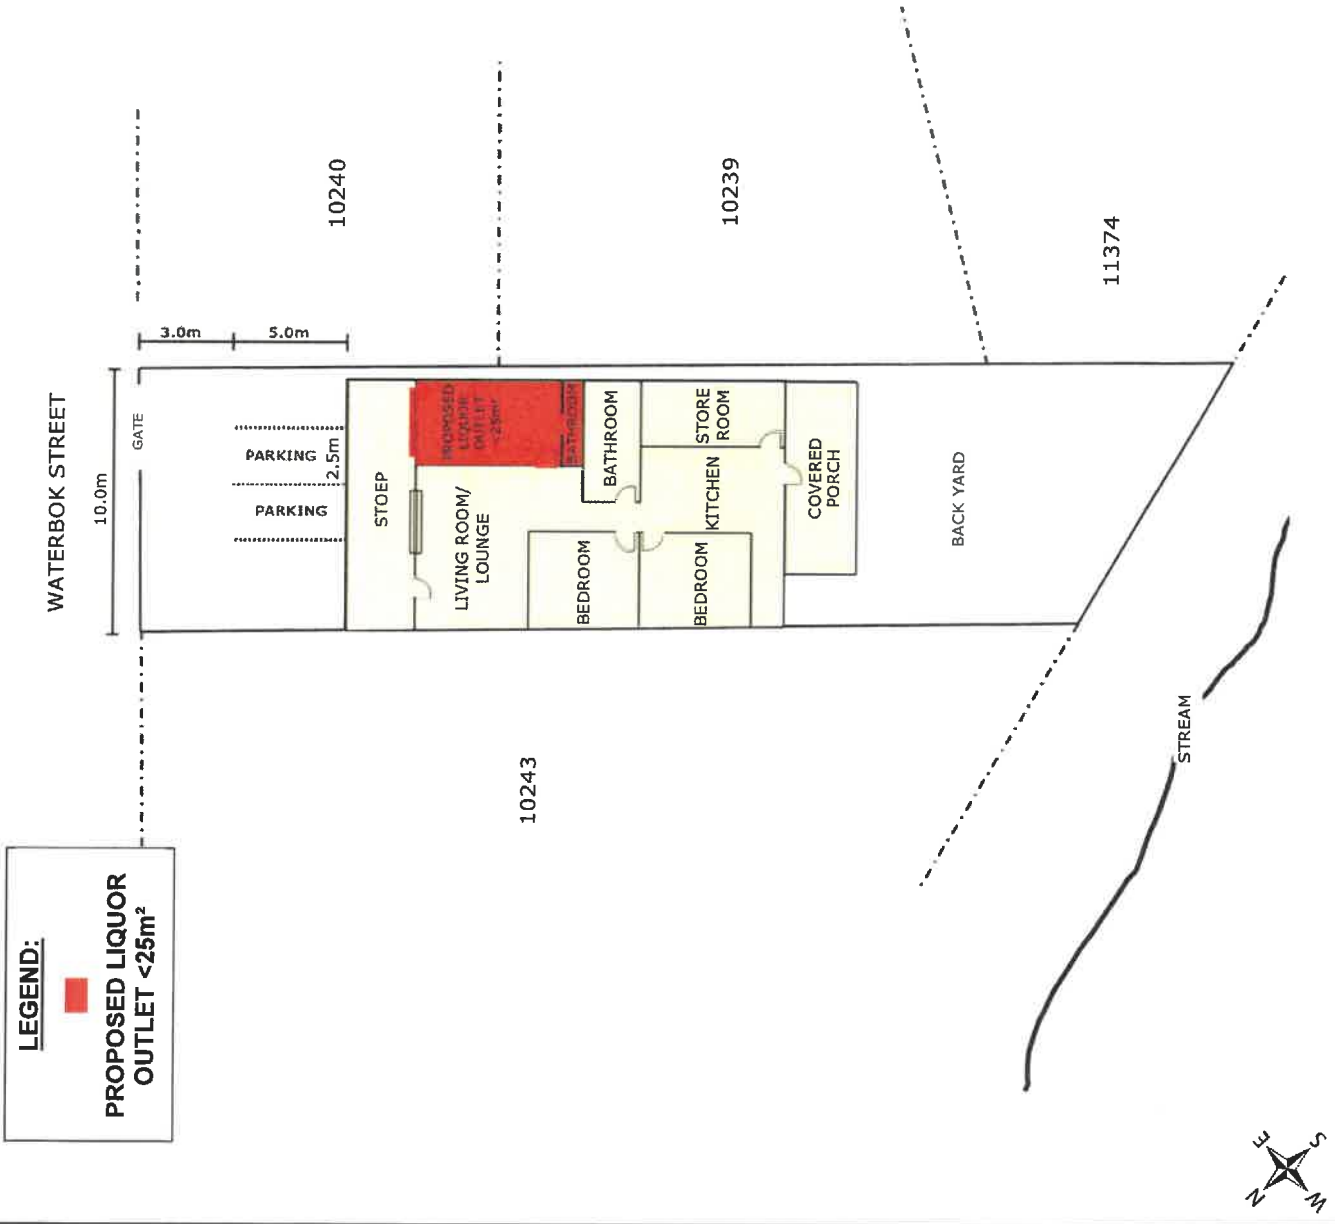 LEGEND:
PROPOSED LIQUOR
OUTLET <25m²
WATERBOK STREET
10.0m
GATE
3.0m
5.0m
PARKING
PARKING
2.5m
STOEP
PROPOSED
LIQUOR
OUTLET
<25m²
BATHROOM
LIVING ROOM/
LOUNGE
BATHROOM
BEDROOM
BEDROOM
STORE
ROOM
KITCHEN
COVERED
PORCH
BACK YARD
10240
10239
11374
10243
STREAM
N
E
S
W